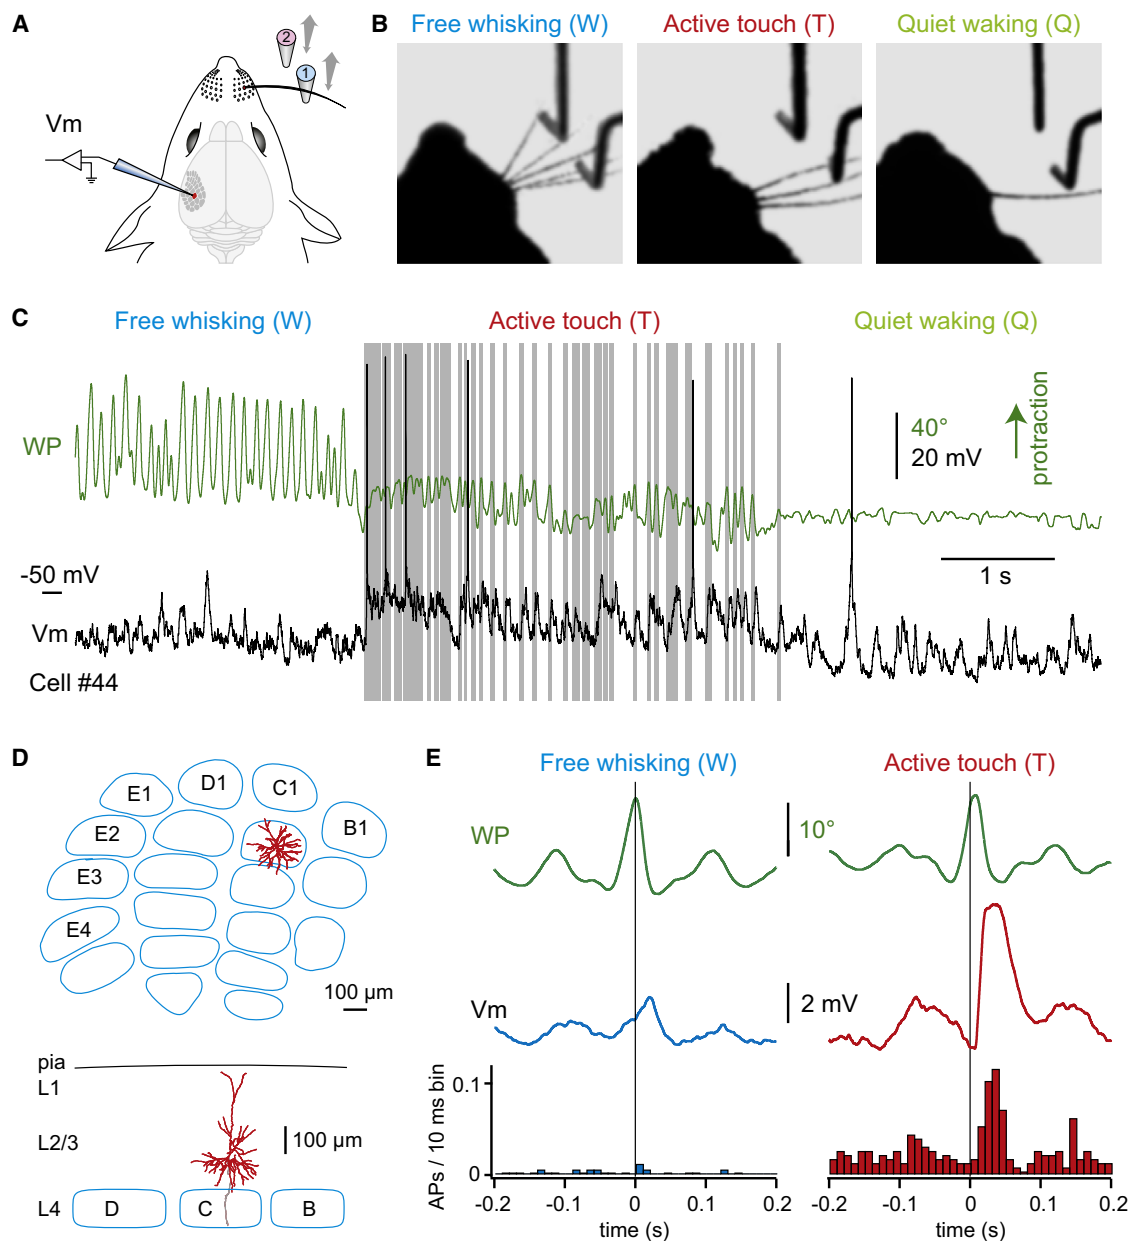 A
2
1
Vm
B
Free whisking (W)
Active touch (T)
Quiet waking (Q)
C
Free whisking (W)
Active touch (T)
Quiet waking (Q)
WP
40°
20 mV
protraction
1 s
-50 mV
Vm
Cell #44
D
E1
D1
C1
B1
E2
E3
E4
100 µm
pia
L1
L2/3
100 µm
L4
D
C
B
E
Free whisking (W)
Active touch (T)
WP
10°
Vm
2 mV
APs / 10 ms bin
0.1
0
-0.2
-0.1
0
0.1
0.2
time (s)
-0.2
-0.1
0
0.1
0.2
time (s)